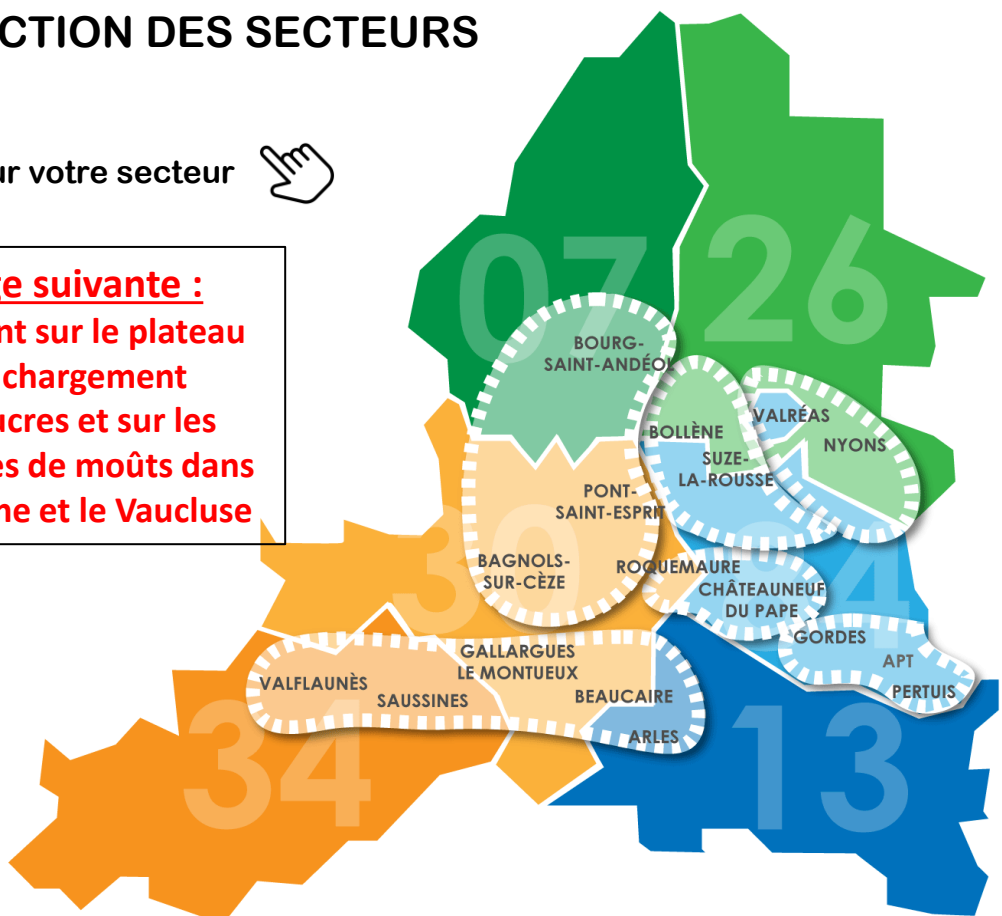 CTION DES SECTEURS
ur votre secteur
e suivante :
nt sur le plateau
chargement
ucres et sur les
es de moûts dans
ne et le Vaucluse
07
26
BOURG-
SAINT-ANDÉOL
VALRÉAS
NYONS
BOLLÈNE
SUZE-
LA-ROUSSE
PONT-
SAINT-ESPRIT
BAGNOLS-
SUR-CÈZE
30
ROQUEMAURE
CHÂTEAUNEUF
DU PAPE
84
GORDES
APT
PERTUIS
GALLARGUES
LE MONTUEUX
VALFLAUNÈS
SAUSSINES
BEAUCAIRE
ARLES
34
13